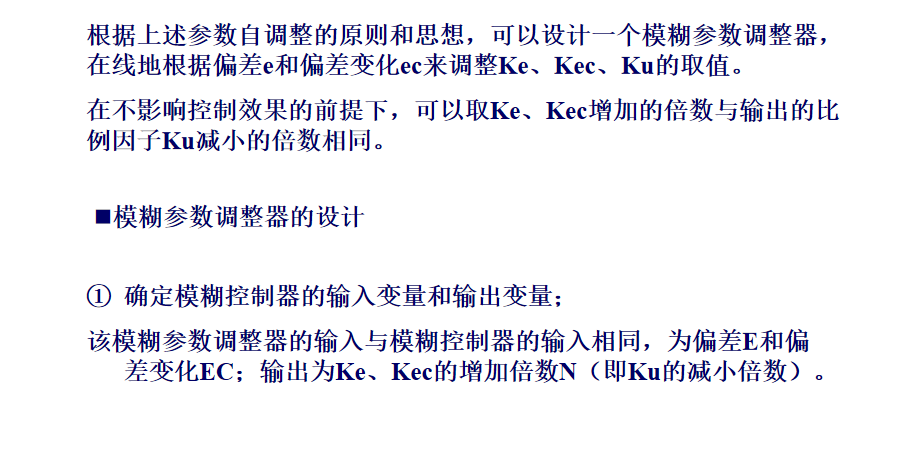 根据上述参数自调整的原则和思想，可以设计一个模糊参数调整器，
在线地根据偏差e和偏差变化ec来调整Ke、Kec、Ku的取值。
在不影响控制效果的前提下，可以取Ke、Kec增加的倍数与输出的比
例因子Ku减小的倍数相同。
■模糊参数调整器的设计
① 确定模糊控制器的输入变量和输出变量；
该模糊参数调整器的输入与模糊控制器的输入相同，为偏差E和偏
差变化EC；输出为Ke、Kec的增加倍数N（即Ku的减小倍数）。